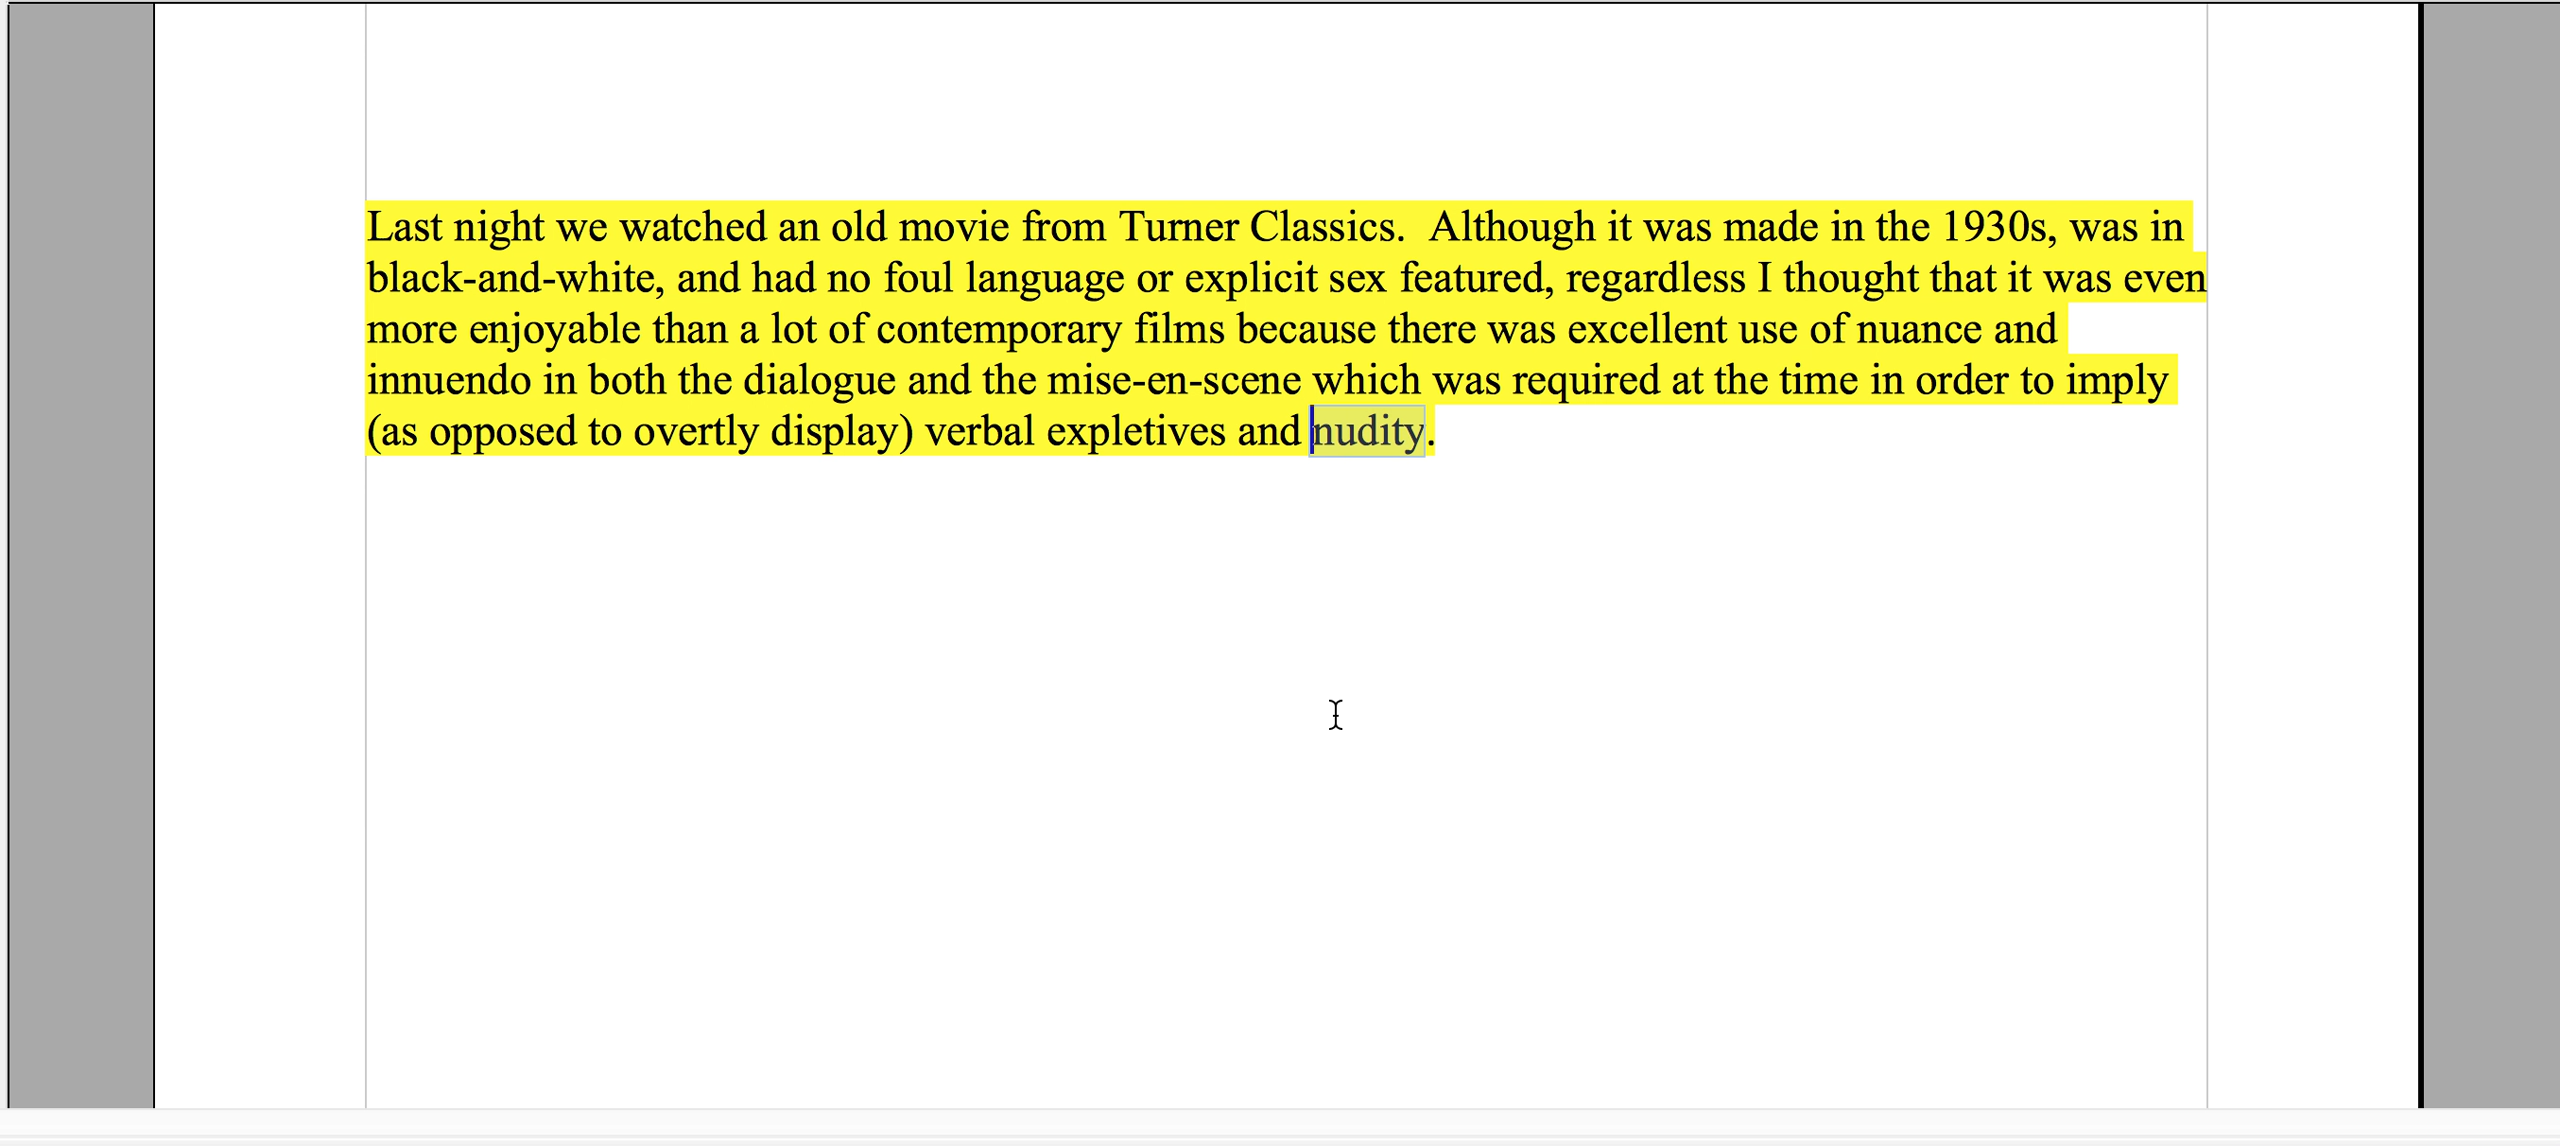 Last night we watched an old movie from Turner Classics.  Although it was made in the 1930s, was in
black-and-white, and had no foul language or explicit sex featured, regardless I thought that it was even
more enjoyable than a lot of contemporary films because there was excellent use of nuance and
innuendo in both the dialogue and the mise-en-scene which was required at the time in order to imply
(as opposed to overtly display) verbal expletives and nudity.